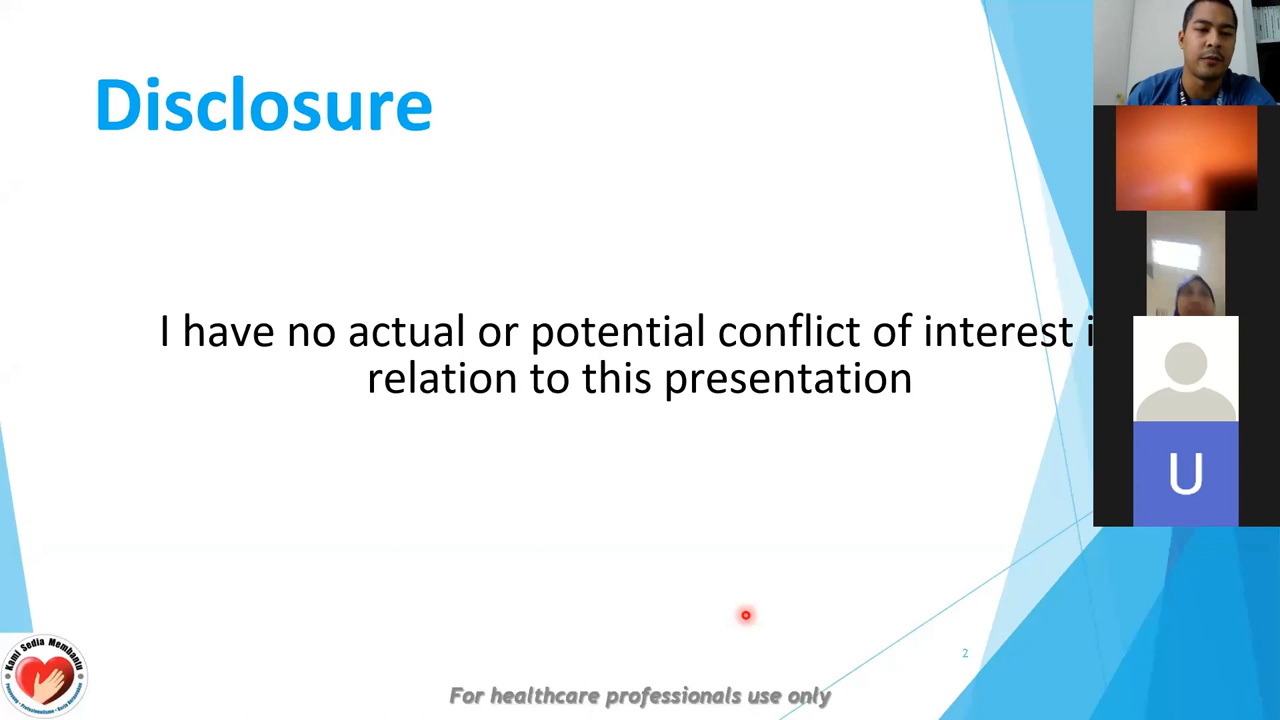 Disclosure
I have no actual or potential conflict of interest i
relation to this presentation
U
2
Kami Sedia Membantu
For healthcare professionals use only